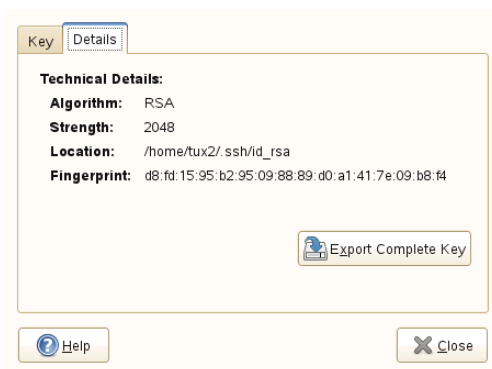 Key Details
Technical Details:
Algorithm: RSA
Strength: 2048
Location: /home/tux2/.ssh/id_rsa
Fingerprint: d8:fd:15:95:b2:95:09:88:89:d0:a1:41:7e:09:b8:f4
Export Complete Key
Help Close